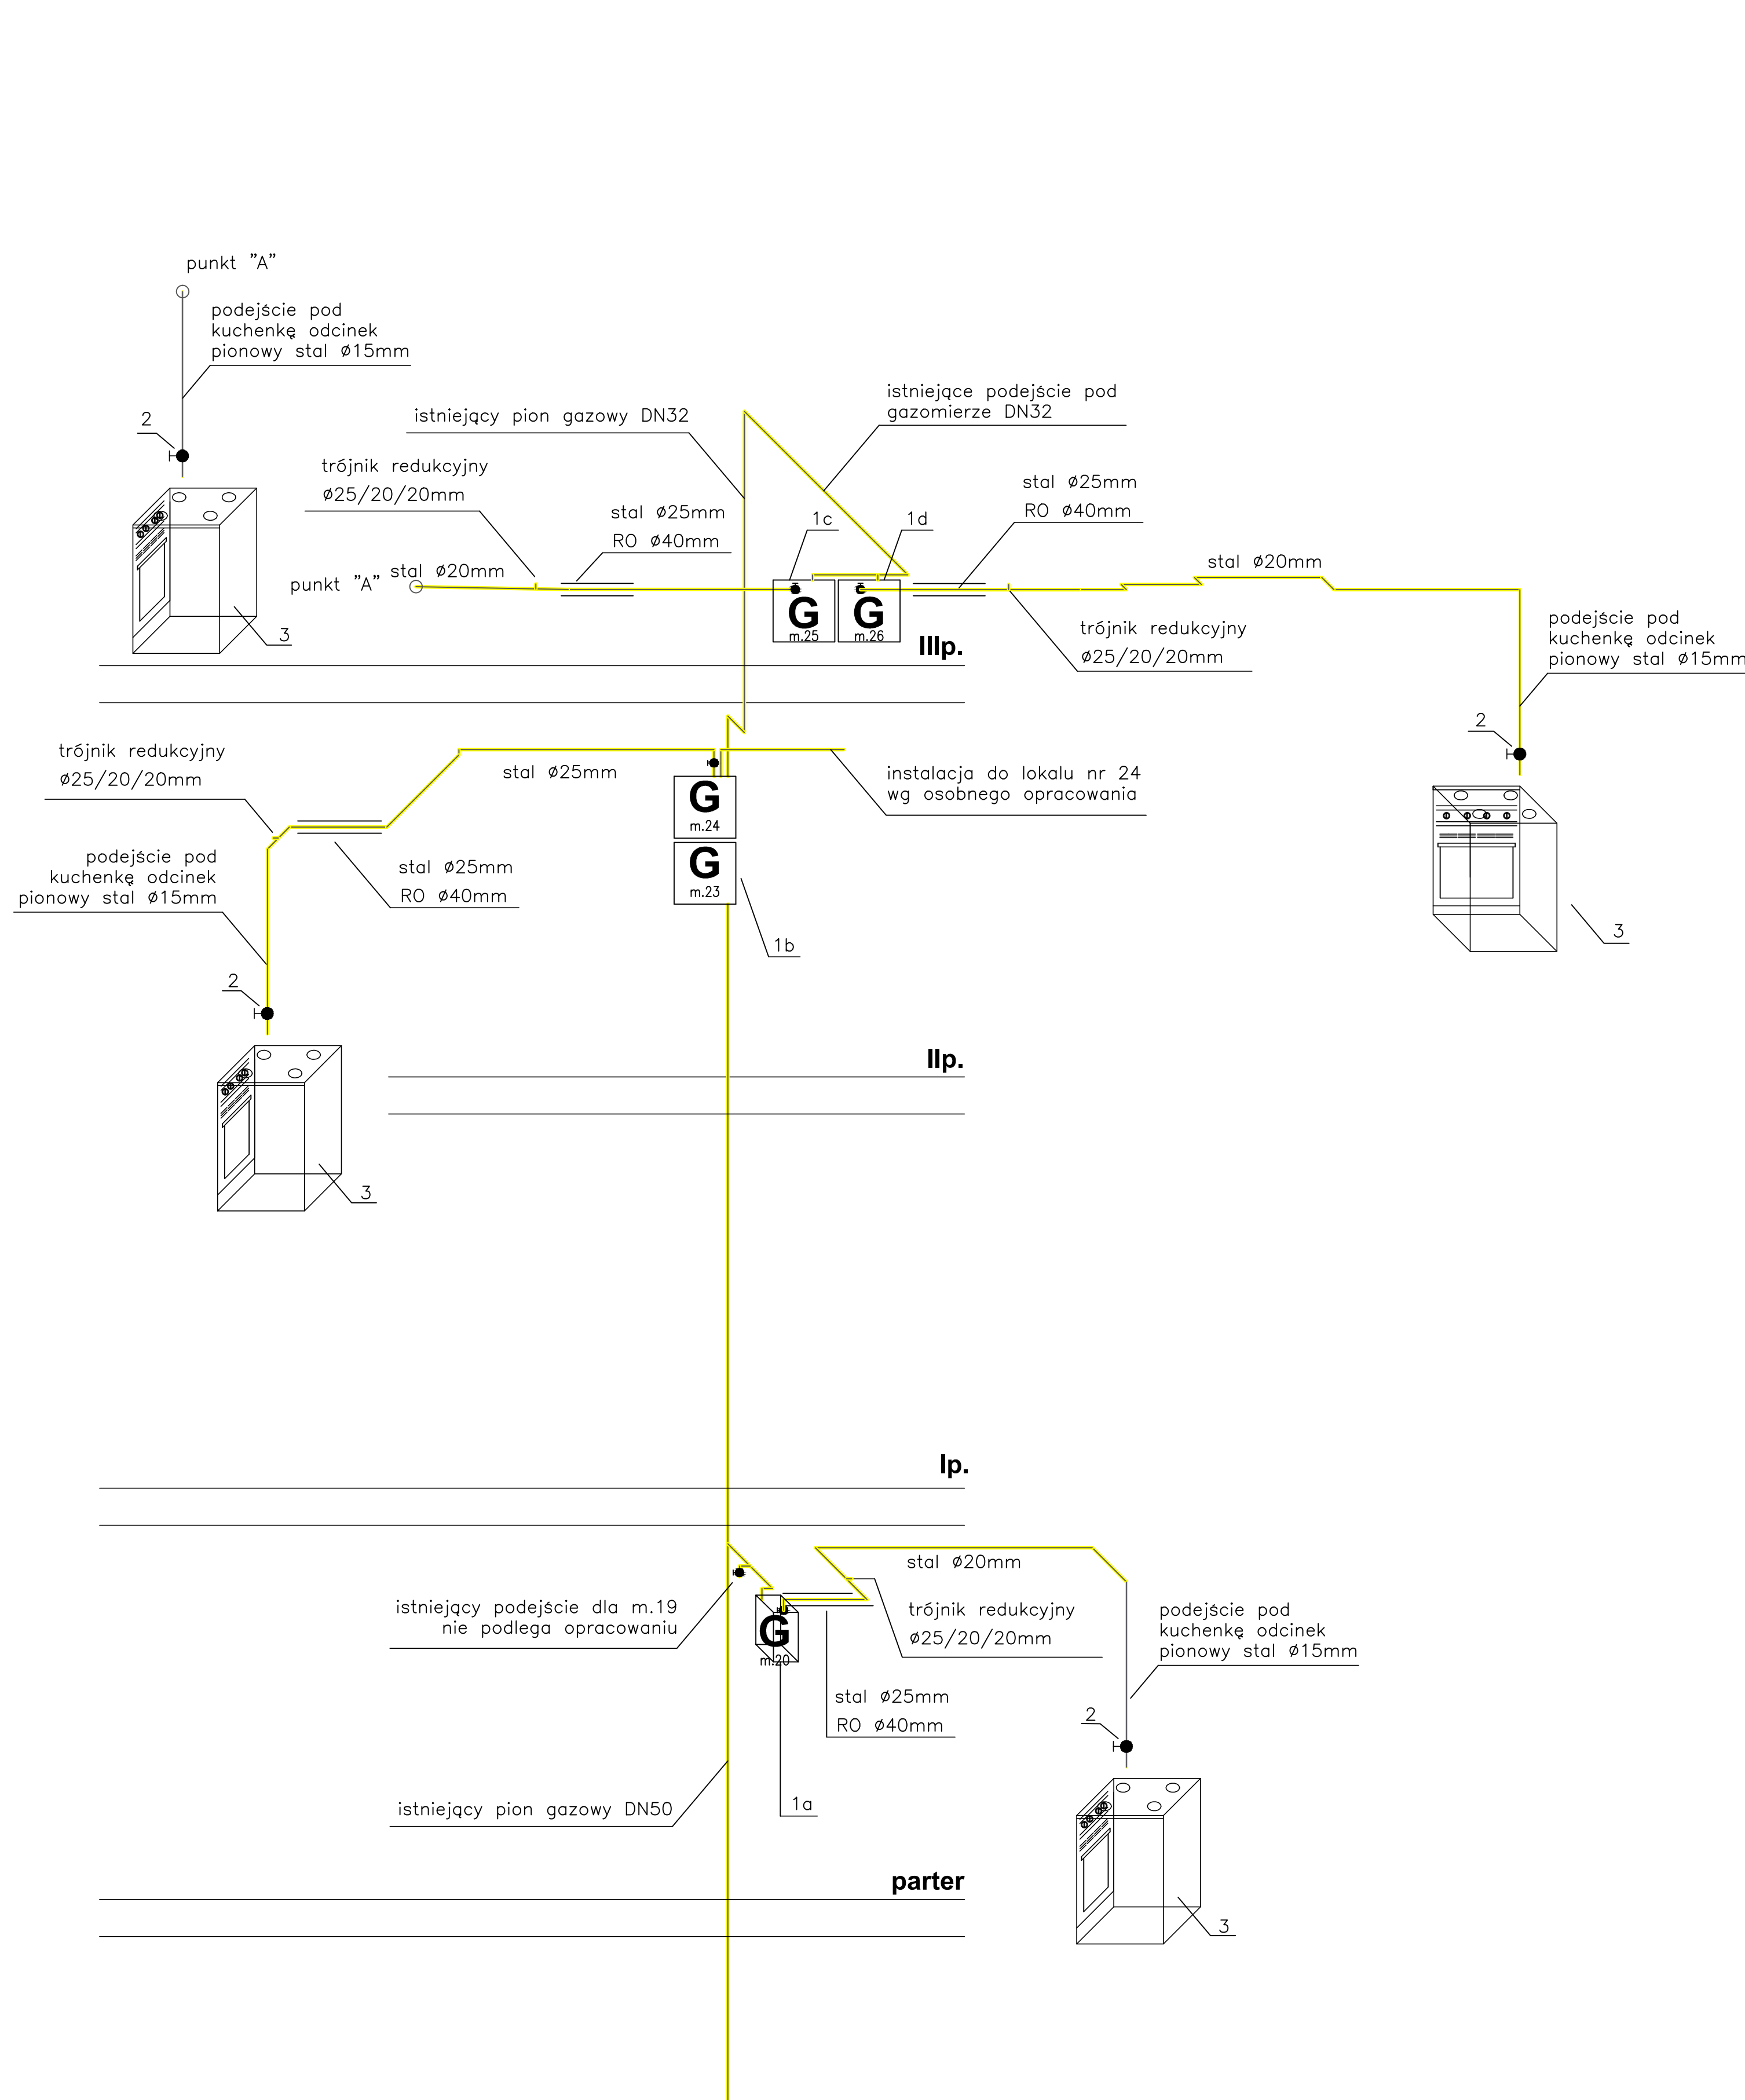 punkt "A"
podejście pod
kuchenkę odcinek
pionowy stal ø15mm
2
3
istniejący pion gazowy DN32
istniejące podejście pod
gazomierze DN32
trójnik redukcyjny
ø25/20/20mm
stal ø25mm
RO ø40mm
1c
1d
stal ø25mm
RO ø40mm
punkt "A"
stal ø20mm
stal ø20mm
G
m.25
G
m.26
IIIp.
trójnik redukcyjny
ø25/20/20mm
podejście pod
kuchenkę odcinek
pionowy stal ø15mm
2
3
trójnik redukcyjny
ø25/20/20mm
stal ø25mm
instalacja do lokalu nr 24
wg osobnego opracowania
G
m.24
G
m.23
1b
podejście pod
kuchenkę odcinek
pionowy stal ø15mm
stal ø25mm
RO ø40mm
2
3
IIp.
Ip.
stal ø20mm
istniejący podejście dla m.19
nie podlega opracowaniu
G
m.20
trójnik redukcyjny
ø25/20/20mm
podejście pod
kuchenkę odcinek
pionowy stal ø15mm
stal ø25mm
RO ø40mm
2
1a
istniejący pion gazowy DN50
3
parter